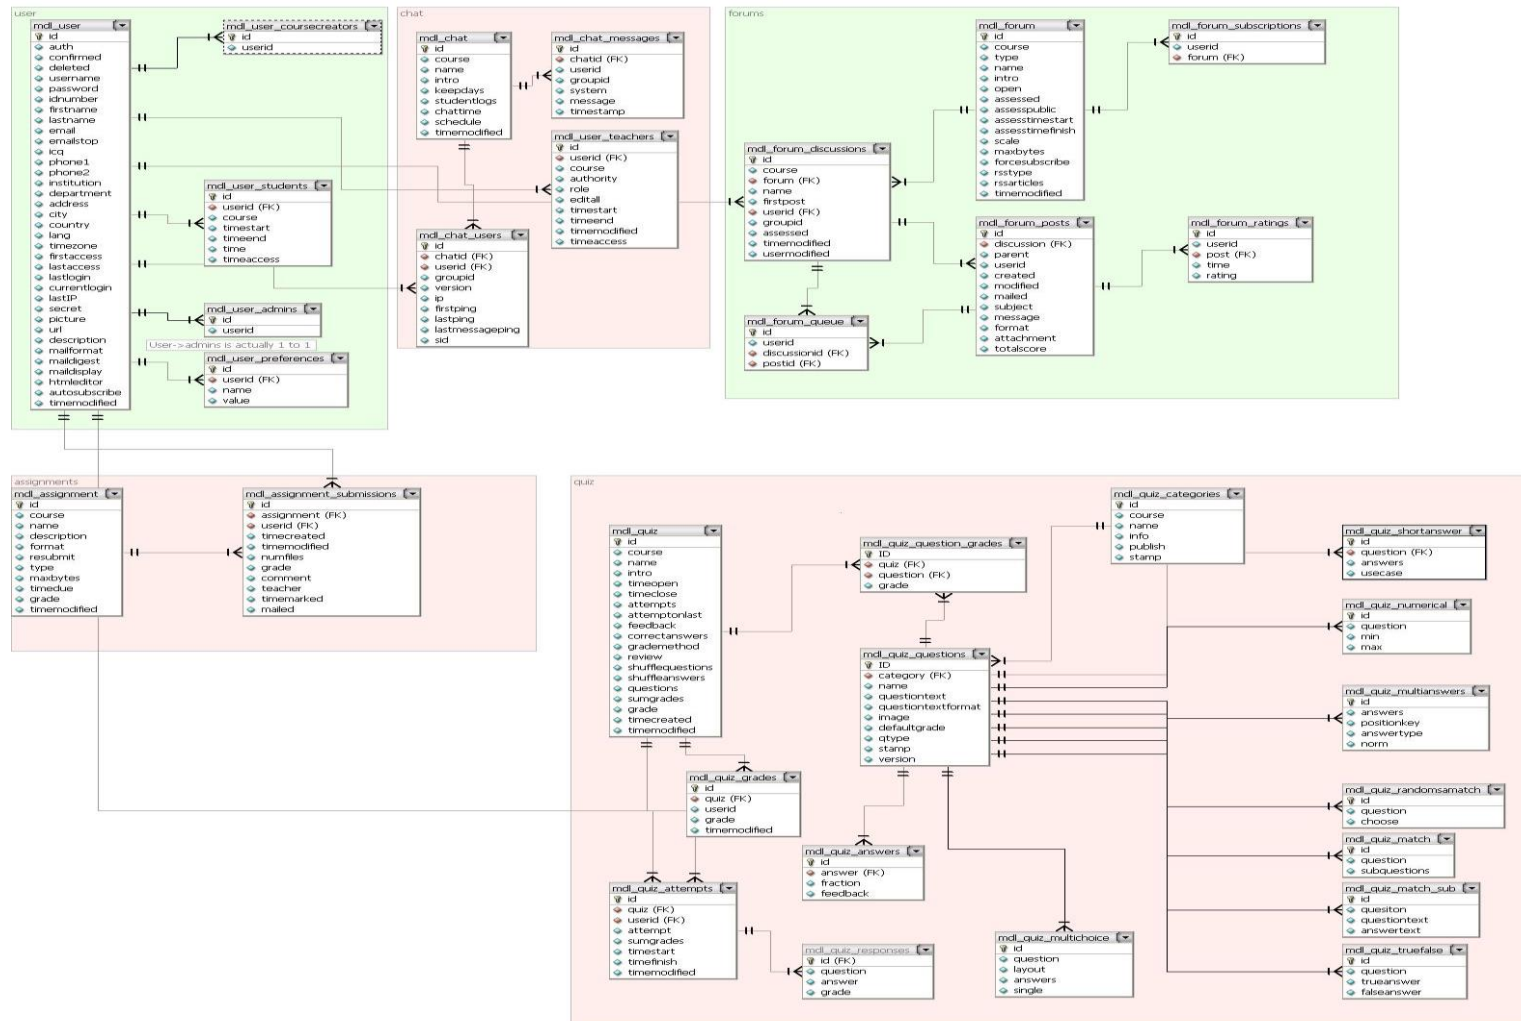 user
mdl_user
id
auth
confirmed
deleted
username
password
idnumber
firstname
lastname
email
emailstop
icq
phone1
phone2
institution
department
address
city
country
lang
timezone
firstaccess
lastaccess
lastlogin
currentlogin
lastIP
secret
picture
url
description
mailformat
maildigest
maildisplay
htmleditor
autosubscribe
timemodified
mdl_user_coursecreators
id
userid
mdl_user_students
id
userid (FK)
course
timestart
timeend
time
timeaccess
mdl_user_admins
id
userid
User->admins is actually 1 to 1
mdl_user_preferences
id
userid (FK)
name
value
chat
mdl_chat
id
course
name
intro
keepdays
studentlogs
chattime
schedule
timemodified
mdl_chat_messages
id
chatid (FK)
userid
groupid
system
message
timestamp
mdl_user_teachers
id
userid (FK)
course
authority
role
editall
timestart
timeend
timemodified
timeaccess
mdl_chat_users
id
chatid (FK)
userid (FK)
groupid
version
ip
firstping
lastping
lastmessageping
sid
forums
mdl_forum
id
course
type
name
intro
open
assessed
assesspublic
assesstimestart
assesstimefinish
scale
maxbytes
forcesubscribe
rsstype
rssarticles
timemodified
mdl_forum_subscriptions
id
userid
forum (FK)
mdl_forum_discussions
id
course
forum (FK)
name
firstpost
userid (FK)
groupid
assessed
timemodified
usermodified
mdl_forum_posts
id
discussion (FK)
parent
userid
created
modified
mailed
subject
message
format
attachment
totalscore
mdl_forum_ratings
id
userid
post (FK)
time
rating
mdl_forum_queue
id
userid
discussionid (FK)
postid (FK)
assignments
mdl_assignment
id
course
name
description
format
resubmit
type
maxbytes
timedue
grade
timemodified
mdl_assignment_submissions
id
assignment (FK)
userid (FK)
timecreated
timemodified
numfiles
grade
comment
teacher
timemarked
mailed
quiz
mdl_quiz
id
course
name
intro
timeopen
timeclose
attempts
attemptonlast
feedback
correctanswers
grademethod
review
shufflequestions
shuffleanswers
questions
sumgrades
grade
timecreated
timemodified
mdl_quiz_question_grades
ID
quiz (FK)
question (FK)
grade
mdl_quiz_categories
id
course
name
info
publish
stamp
mdl_quiz_shortanswer
id
question (FK)
answers
usecase
mdl_quiz_numerical
id
question
min
max
mdl_quiz_questions
ID
category (FK)
name
questiontext
questiontextformat
image
defaultgrade
qtype
stamp
version
mdl_quiz_multianswers
id
answers
positionkey
answertype
norm
mdl_quiz_grades
id
quiz (FK)
userid
grade
timemodified
mdl_quiz_randomsamatch
id
question
choose
mdl_quiz_answers
id
answer (FK)
fraction
feedback
mdl_quiz_match
id
question
subquestions
mdl_quiz_attempts
id
quiz (FK)
userid (FK)
attempt
sumgrades
timestart
timefinish
timemodified
mdl_quiz_match_sub
id
quesiton
questiontext
answertext
mdl_quiz_responses
id (FK)
question
answer
grade
mdl_quiz_multichoice
id
question
layout
answers
single
mdl_quiz_truefalse
id
question
trueanswer
falseanswer